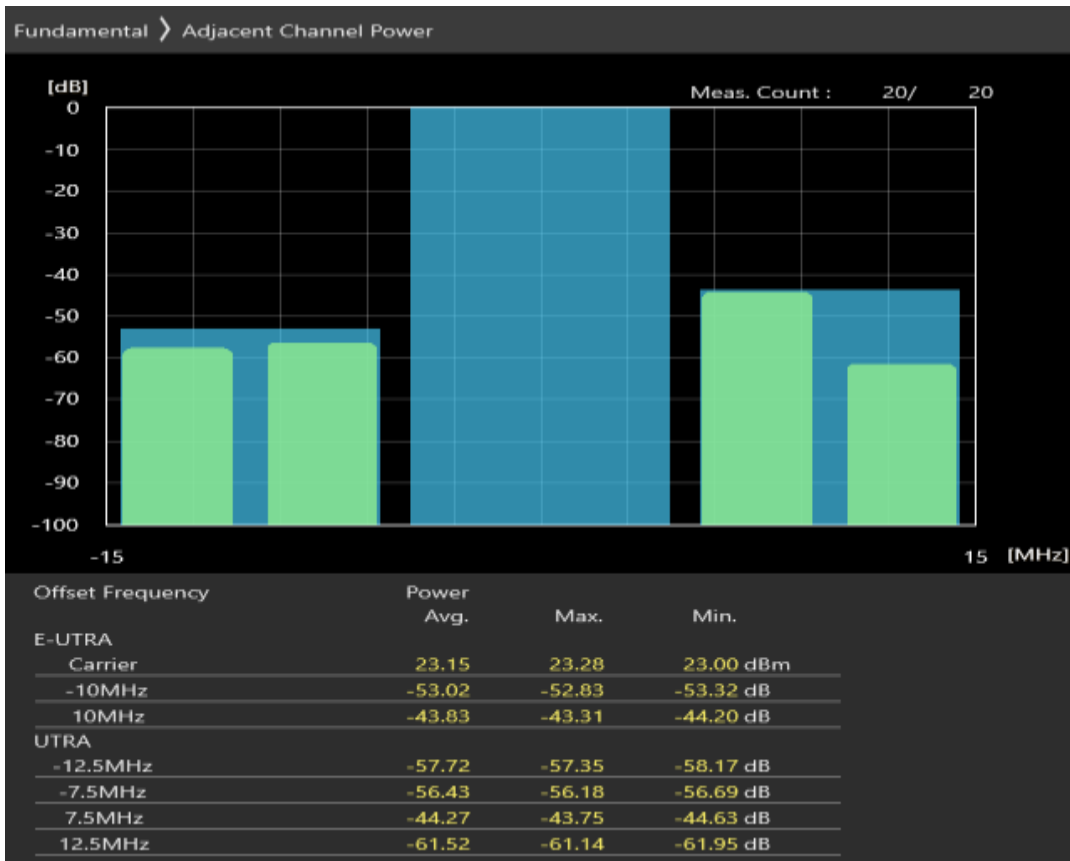 Fundamental 〉 Adjacent Channel Power
[dB]
Meas. Count : 20/ 20
0
-10
-20
-30
-40
-50
-60
-70
-80
-90
-100
-15 15 [MHz]
Offset Frequency Power
Avg. Max. Min.
E-UTRA
Carrier 23.15 23.28 23.00 dBm
-10MHz -53.02 -52.83 -53.32 dB
10MHz -43.83 -43.31 -44.20 dB
UTRA
-12.5MHz -57.72 -57.35 -58.17 dB
-7.5MHz -56.43 -56.18 -56.69 dB
7.5MHz -44.27 -43.75 -44.63 dB
12.5MHz -61.52 -61.14 -61.95 dB